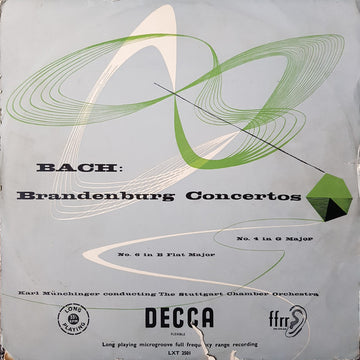 BACH:
Brandenburg Concertos
No. 4 in G Major
No. 6 in B Flat Major
Karl Münchinger conducting The Stuttgart Chamber Orchestra
LONG
PLAYING
DECCA
ffrr
Long playing microgroove full frequency range recording
LXT 2501